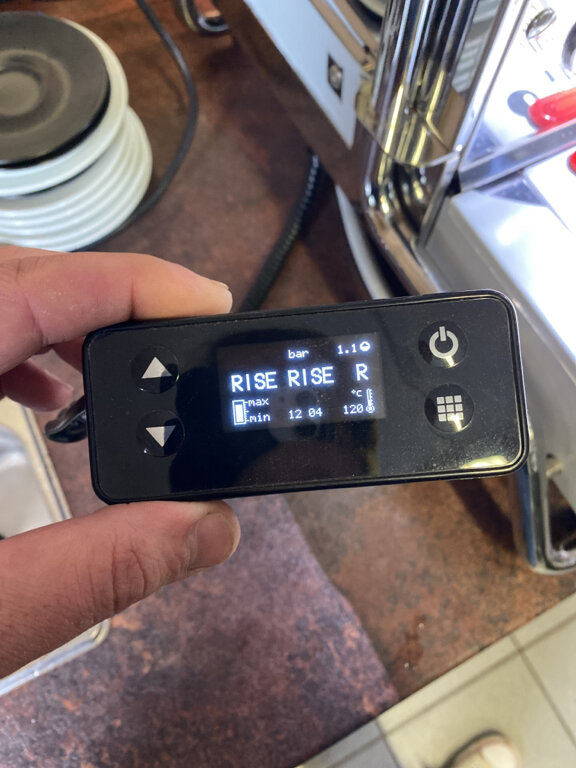 bar 1.1
RISE RISE R
°c
max
min 12 04 120